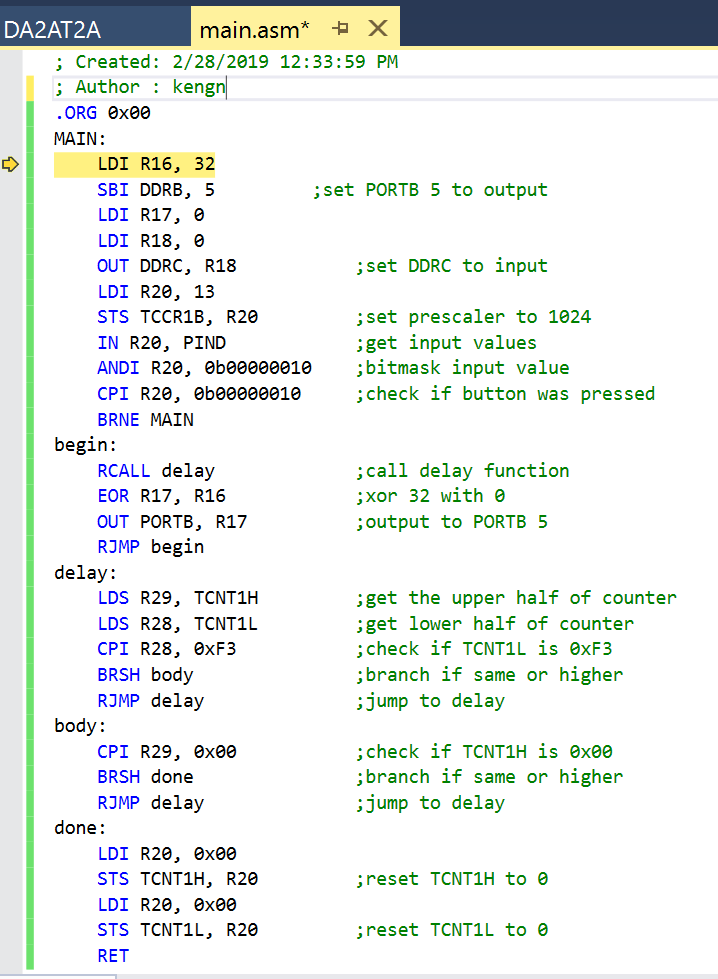 DA2AT2A main.asm*
; Created: 2/28/2019 12:33:59 PM
; Author : kengn
.ORG 0x00
MAIN:
LDI R16, 32
SBI DDRB, 5 ;set PORTB 5 to output
LDI R17, 0
LDI R18, 0
OUT DDRC, R18 ;set DDRC to input
LDI R20, 13
STS TCCR1B, R20 ;set prescaler to 1024
IN R20, PIND ;get input values
ANDI R20, 0b00000010 ;bitmask input value
CPI R20, 0b00000010 ;check if button was pressed
BRNE MAIN
begin:
RCALL delay ;call delay function
EOR R17, R16 ;xor 32 with 0
OUT PORTB, R17 ;output to PORTB 5
RJMP begin
delay:
LDS R29, TCNT1H ;get the upper half of counter
LDS R28, TCNT1L ;get lower half of counter
CPI R28, 0xF3 ;check if TCNT1L is 0xF3
BRSH body ;branch if same or higher
RJMP delay ;jump to delay
body:
CPI R29, 0x00 ;check if TCNT1H is 0x00
BRSH done ;branch if same or higher
RJMP delay ;jump to delay
done:
LDI R20, 0x00
STS TCNT1H, R20 ;reset TCNT1H to 0
LDI R20, 0x00
STS TCNT1L, R20 ;reset TCNT1L to 0
RET